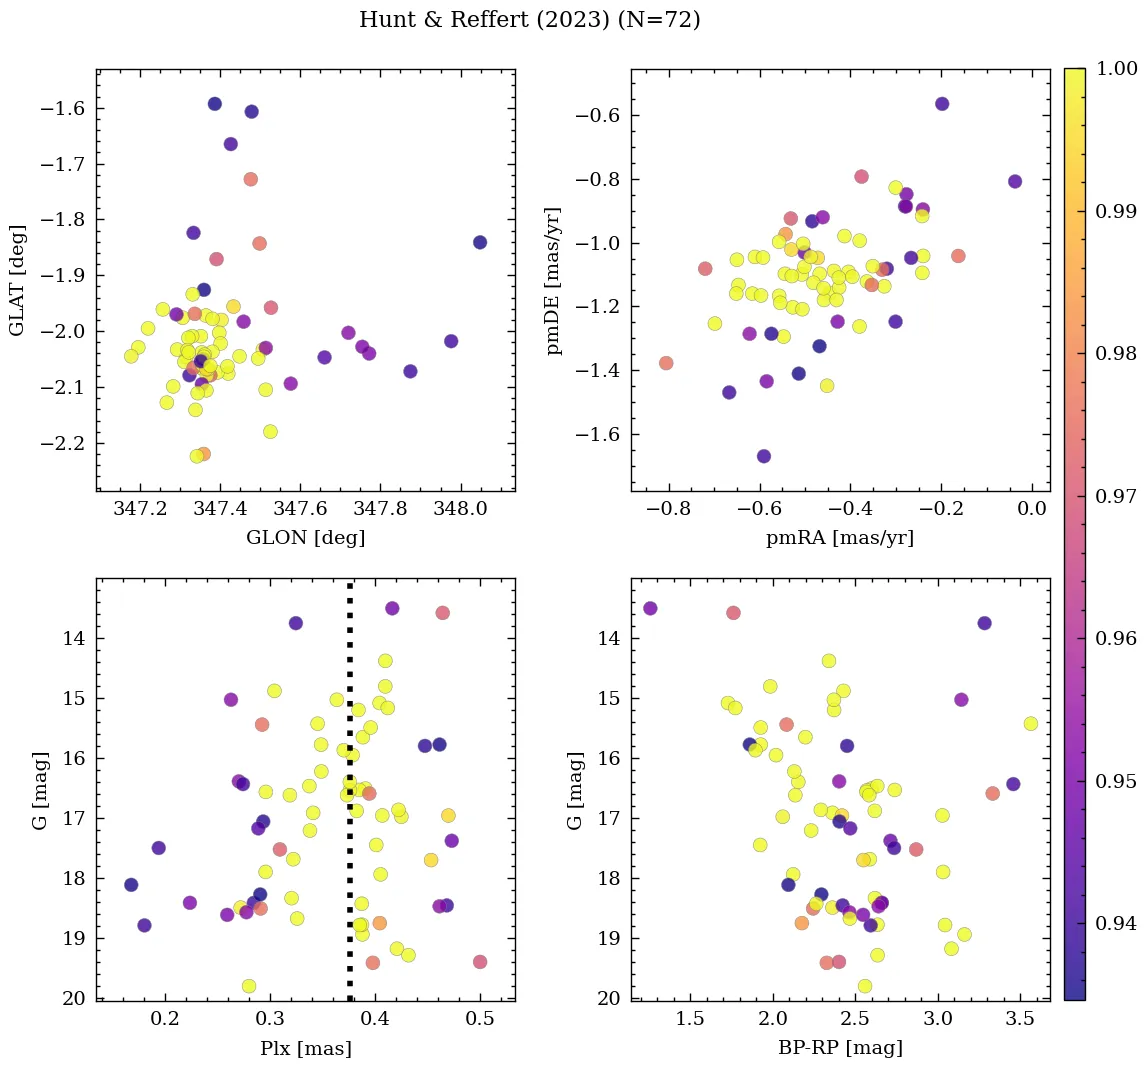 Hunt & Reffert (2023) (N=72)
−1.6
−1.7
−1.8
−1.9
−2.0
−2.1
−2.2
GLAT [deg]
347.2 347.4 347.6 347.8 348.0
GLON [deg]
−0.6
−0.8
−1.0
−1.2
−1.4
−1.6
pmDE [mas/yr]
−0.8 −0.6 −0.4 −0.2 0.0
pmRA [mas/yr]
14
15
16
17
18
19
20
G [mag]
0.2 0.3 0.4 0.5
Plx [mas]
14
15
16
17
18
19
20
G [mag]
1.5 2.0 2.5 3.0 3.5
BP-RP [mag]
1.00
0.99
0.98
0.97
0.96
0.95
0.94